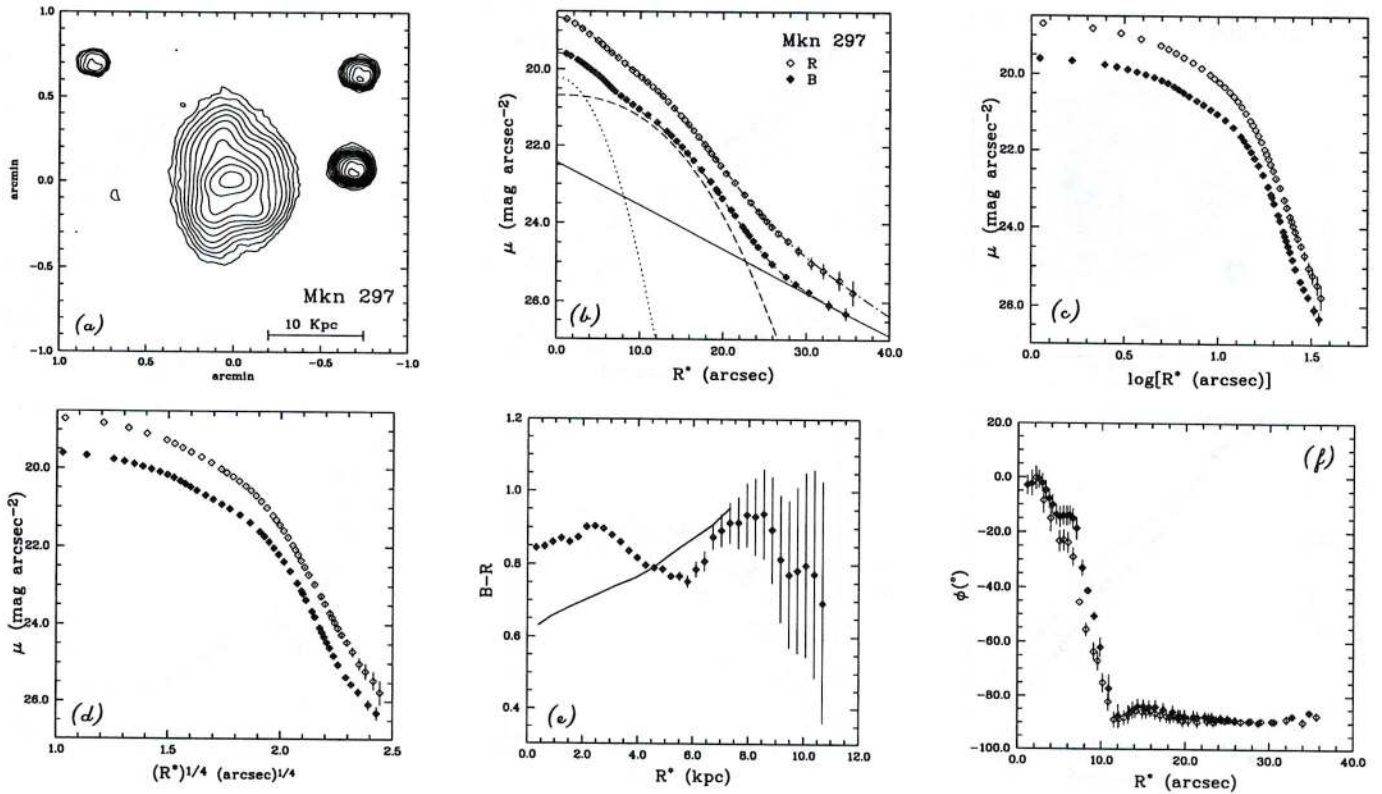 1.0
0.5
0.0
-0.5
-1.0
arcmin
1.0
0.5
0.0
-0.5
-1.0
arcmin
Mkn 297
10 Kpc
(a)
20.0
22.0
24.0
26.0
μ (mag arcsec⁻²)
0.0
10.0
20.0
30.0
40.0
R* (arcsec)
Mkn 297
R
B
(b)
20.0
22.0
24.0
26.0
μ (mag arcsec⁻²)
0.0
0.5
1.0
1.5
log[R* (arcsec)]
(c)
20.0
22.0
24.0
26.0
μ (mag arcsec⁻²)
1.0
1.5
2.0
2.5
(R*)¹/⁴ (arcsec)¹/⁴
(d)
1.2
1.0
0.8
0.6
0.4
B-R
0.0
2.0
4.0
6.0
8.0
10.0
12.0
R* (kpc)
(e)
20.0
0.0
-20.0
-40.0
-60.0
-80.0
-100.0
φ(°)
0.0
10.0
20.0
30.0
40.0
R* (arcsec)
(f)